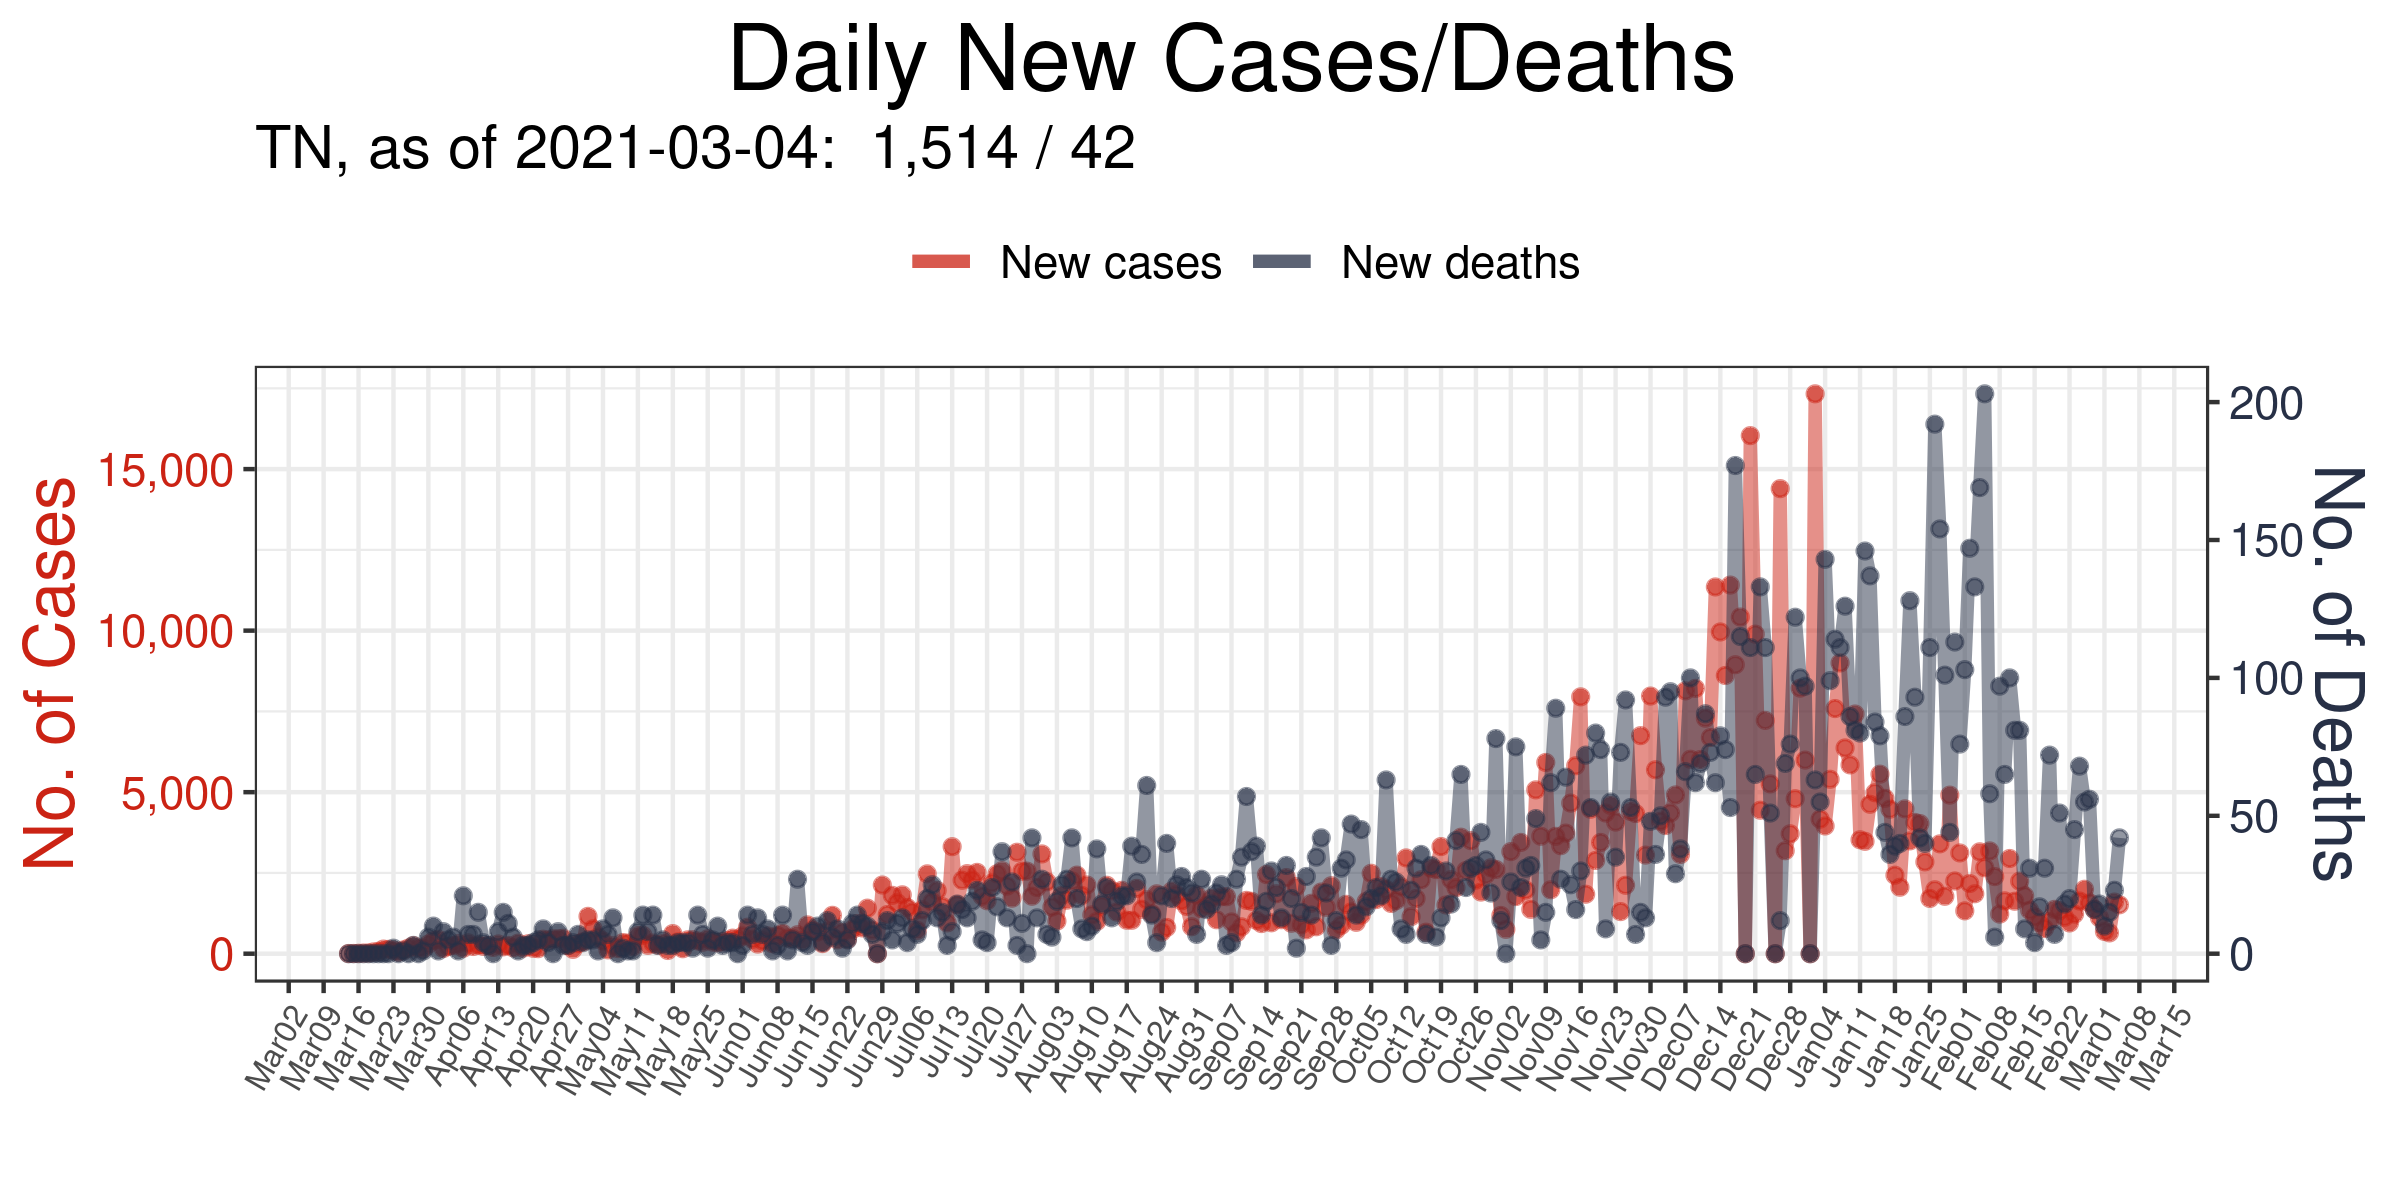 Daily New Cases/Deaths
TN, as of 2021-03-04:  1,514 / 42
New cases
New deaths
No. of Cases
15,000
10,000
5,000
0
200
150
100
50
0
No. of Deaths
Mar02
Mar09
Mar16
Mar23
Mar30
Apr06
Apr13
Apr20
Apr27
May04
May11
May18
May25
Jun01
Jun08
Jun15
Jun22
Jun29
Jul06
Jul13
Jul20
Jul27
Aug03
Aug10
Aug17
Aug24
Aug31
Sep07
Sep14
Sep21
Sep28
Oct05
Oct12
Oct19
Oct26
Nov02
Nov09
Nov16
Nov23
Nov30
Dec07
Dec14
Dec21
Dec28
Jan04
Jan11
Jan18
Jan25
Feb01
Feb08
Feb15
Feb22
Mar01
Mar08
Mar15